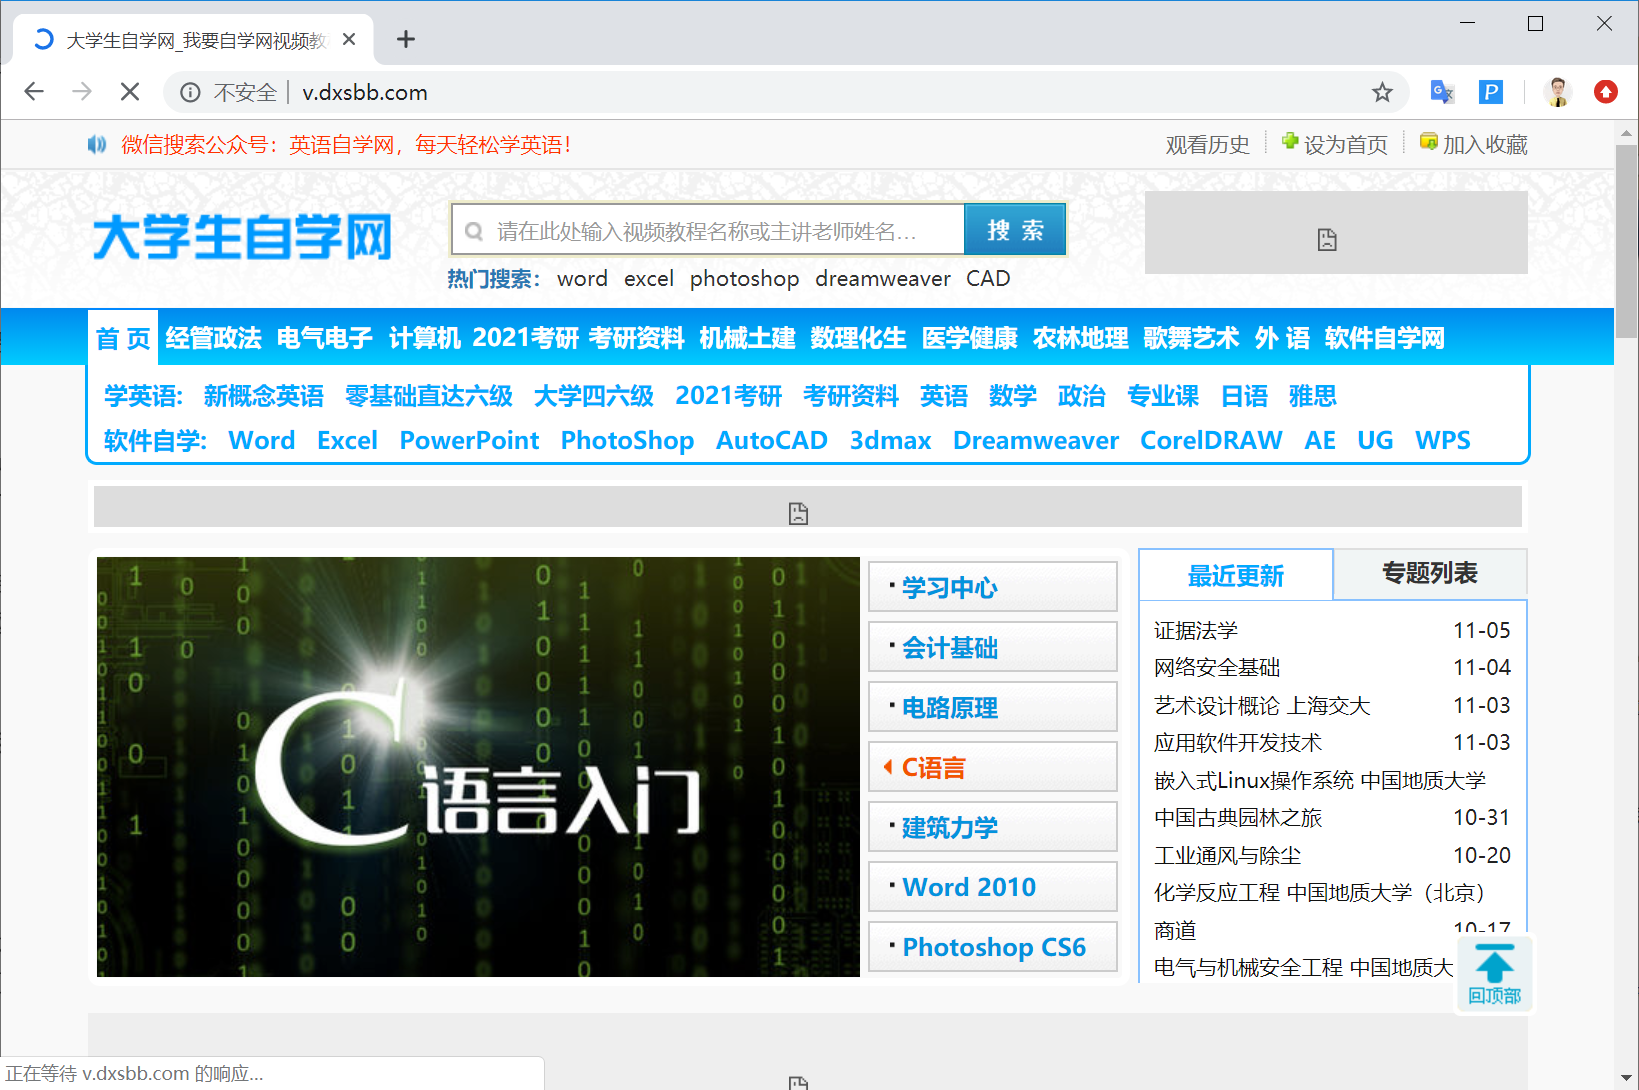 大学生自学网_我要自学网视频教
不安全 v.dxsbb.com
微信搜索公众号：英语自学网，每天轻松学英语！
观看历史 设为首页 加入收藏
大学生自学网
请在此处输入视频教程名称或主讲老师姓名... 搜 索
热门搜索： word excel photoshop dreamweaver CAD
首 页 经管政法 电气电子 计算机 2021考研 考研资料 机械土建 数理化生 医学健康 农林地理 歌舞艺术 外 语 软件自学网
学英语: 新概念英语 零基础直达六级 大学四六级 2021考研 考研资料 英语 数学 政治 专业课 日语 雅思
软件自学: Word Excel PowerPoint PhotoShop AutoCAD 3dmax Dreamweaver CorelDRAW AE UG WPS
C语言入门
学习中心
会计基础
电路原理
C语言
建筑力学
Word 2010
Photoshop CS6
最近更新 专题列表
证据法学 11-05
网络安全基础 11-04
艺术设计概论 上海交大 11-03
应用软件开发技术 11-03
嵌入式Linux操作系统 中国地质大学
中国古典园林之旅 10-31
工业通风与除尘 10-20
化学反应工程 中国地质大学（北京）
商道 10-17
电气与机械安全工程 中国地质大
回顶部
正在等待 v.dxsbb.com 的响应...